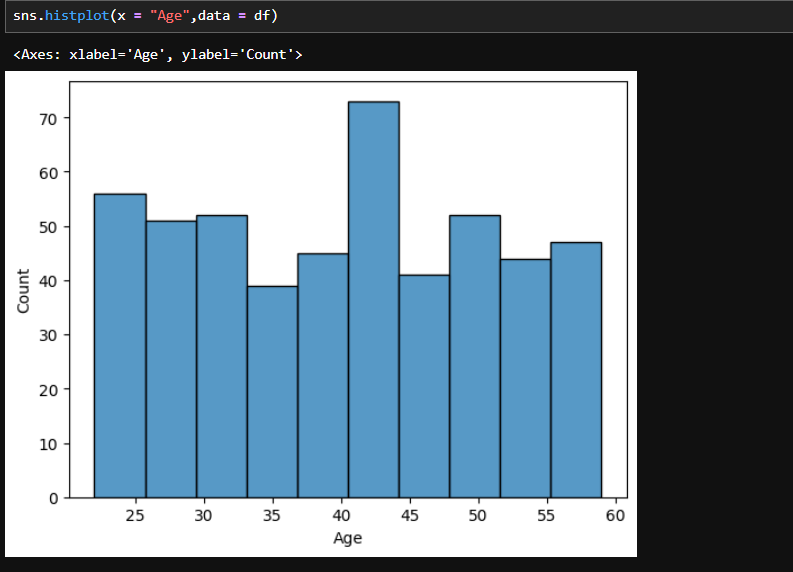 sns.histplot(x = "Age",data = df)
<Axes: xlabel='Age', ylabel='Count'>
70
60
50
40
30
20
10
0
Count
25 30 35 40 45 50 55 60
Age